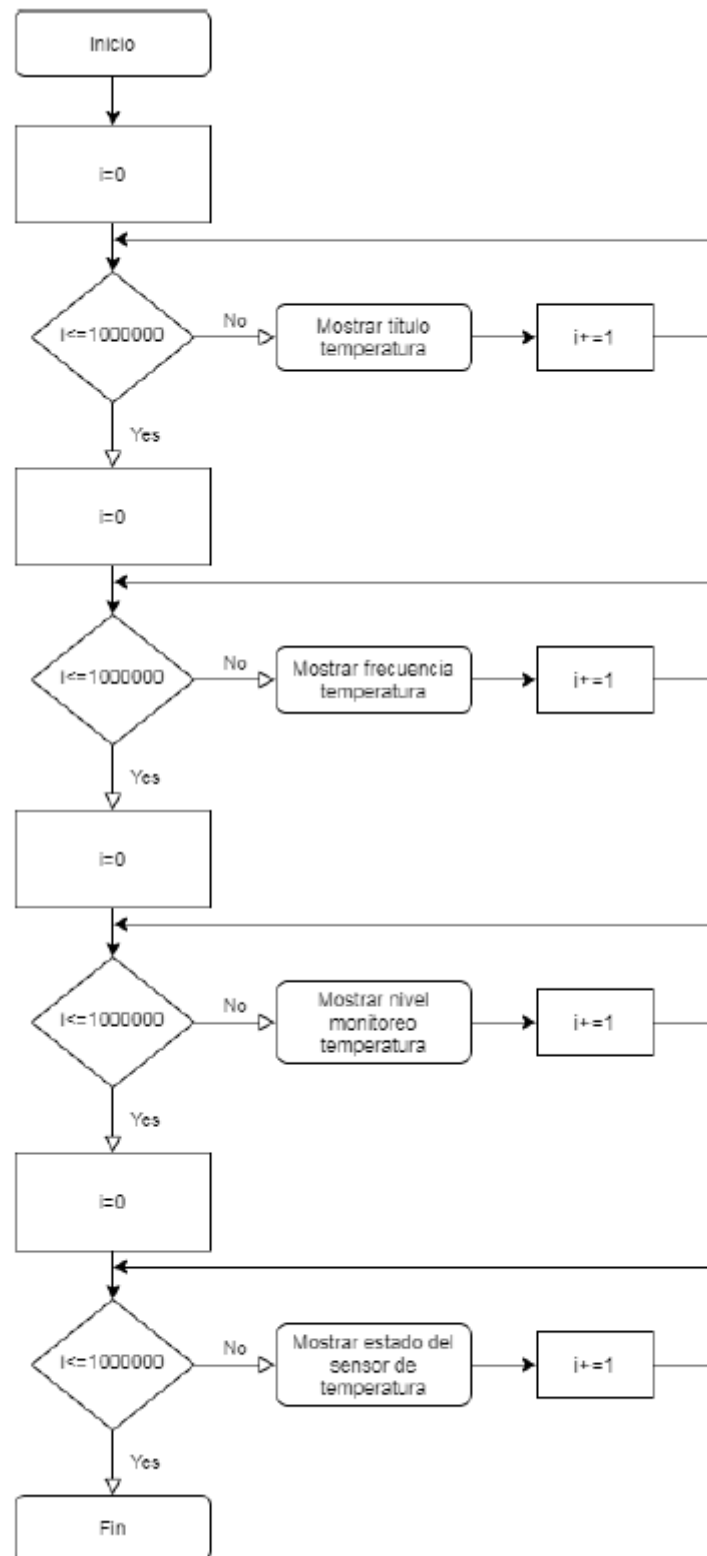 Inicio
i=0
i<=1000000
No
Mostrar título
temperatura
i+=1
Yes
i=0
i<=1000000
No
Mostrar frecuencia
temperatura
i+=1
Yes
i=0
i<=1000000
No
Mostrar nivel
monitoreo
temperatura
i+=1
Yes
i=0
i<=1000000
No
Mostrar estado del
sensor de
temperatura
i+=1
Yes
Fin